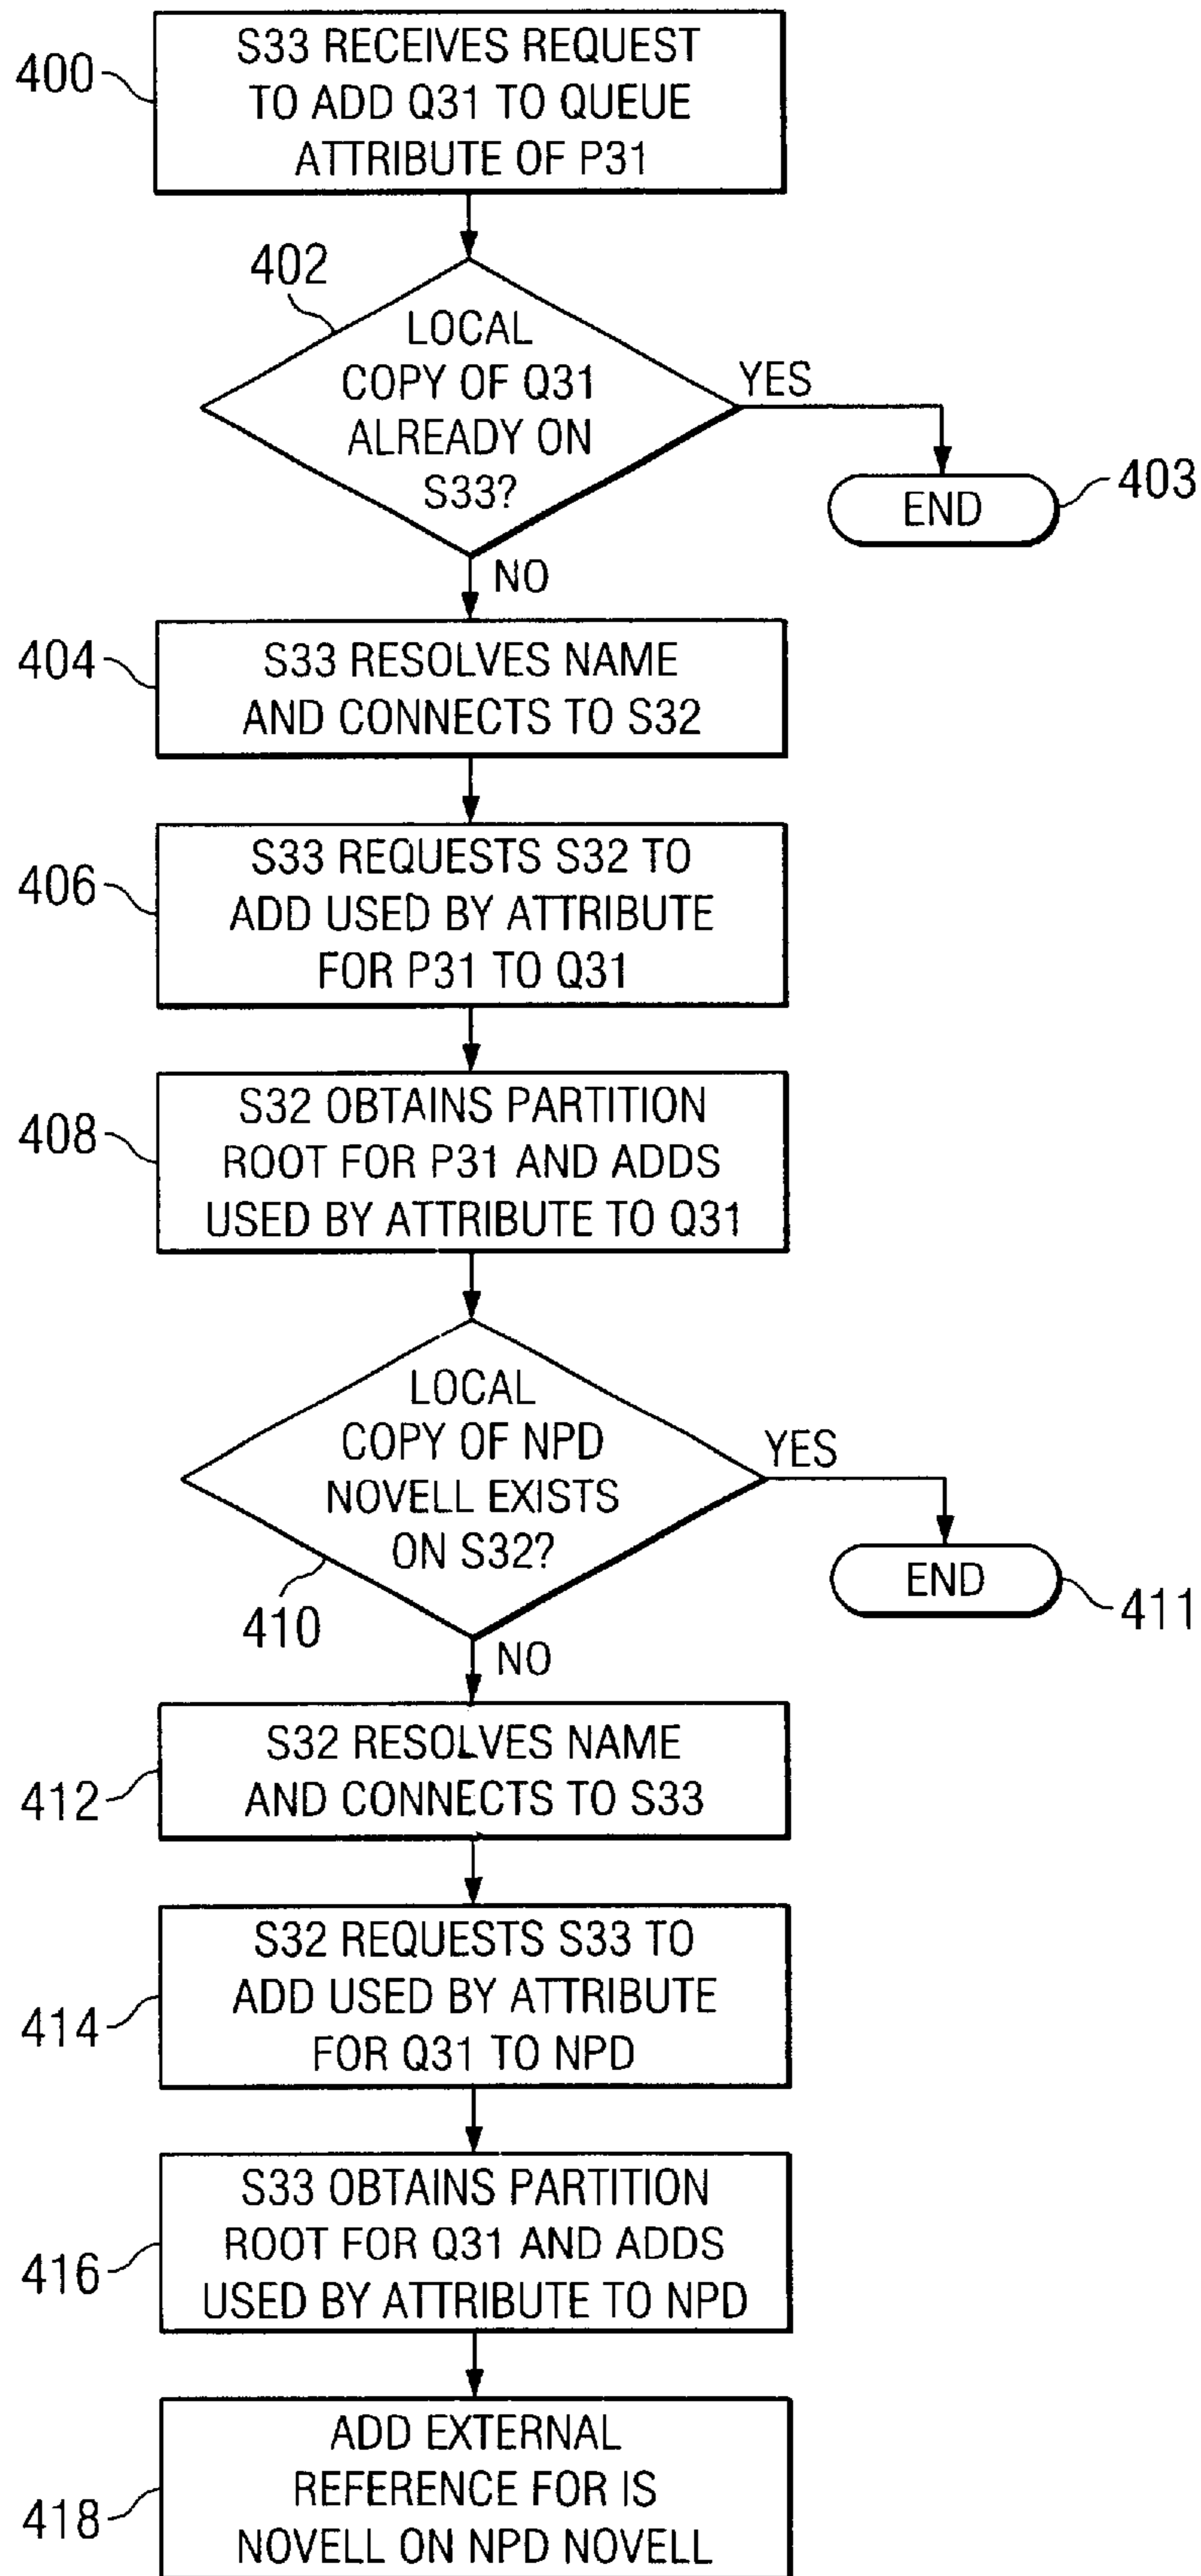 400
S33 RECEIVES REQUEST
TO ADD Q31 TO QUEUE
ATTRIBUTE OF P31
402
LOCAL
COPY OF Q31
ALREADY ON
S33?
YES
END
403
NO
404
S33 RESOLVES NAME
AND CONNECTS TO S32
406
S33 REQUESTS S32 TO
ADD USED BY ATTRIBUTE
FOR P31 TO Q31
408
S32 OBTAINS PARTITION
ROOT FOR P31 AND ADDS
USED BY ATTRIBUTE TO Q31
LOCAL
COPY OF NPD
NOVELL EXISTS
ON S32?
410
YES
END
411
NO
412
S32 RESOLVES NAME
AND CONNECTS TO S33
414
S32 REQUESTS S33 TO
ADD USED BY ATTRIBUTE
FOR Q31 TO NPD
416
S33 OBTAINS PARTITION
ROOT FOR Q31 AND ADDS
USED BY ATTRIBUTE TO NPD
418
ADD EXTERNAL
REFERENCE FOR IS
NOVELL ON NPD NOVELL